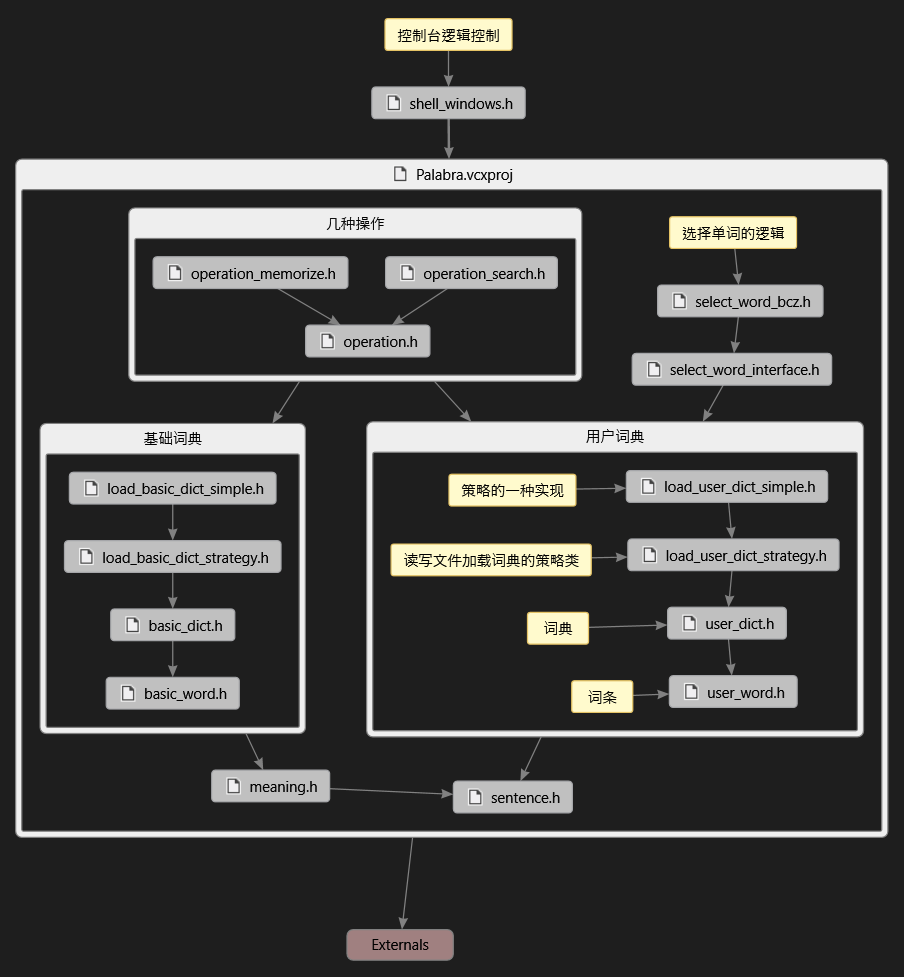 控制台逻辑控制
shell_windows.h
Palabra.vcxproj
几种操作
operation_memorize.h
operation_search.h
operation.h
选择单词的逻辑
select_word_bcz.h
select_word_interface.h
基础词典
load_basic_dict_simple.h
load_basic_dict_strategy.h
basic_dict.h
basic_word.h
用户词典
策略的一种实现
load_user_dict_simple.h
读写文件加载词典的策略类
load_user_dict_strategy.h
词典
user_dict.h
词条
user_word.h
meaning.h
sentence.h
Externals